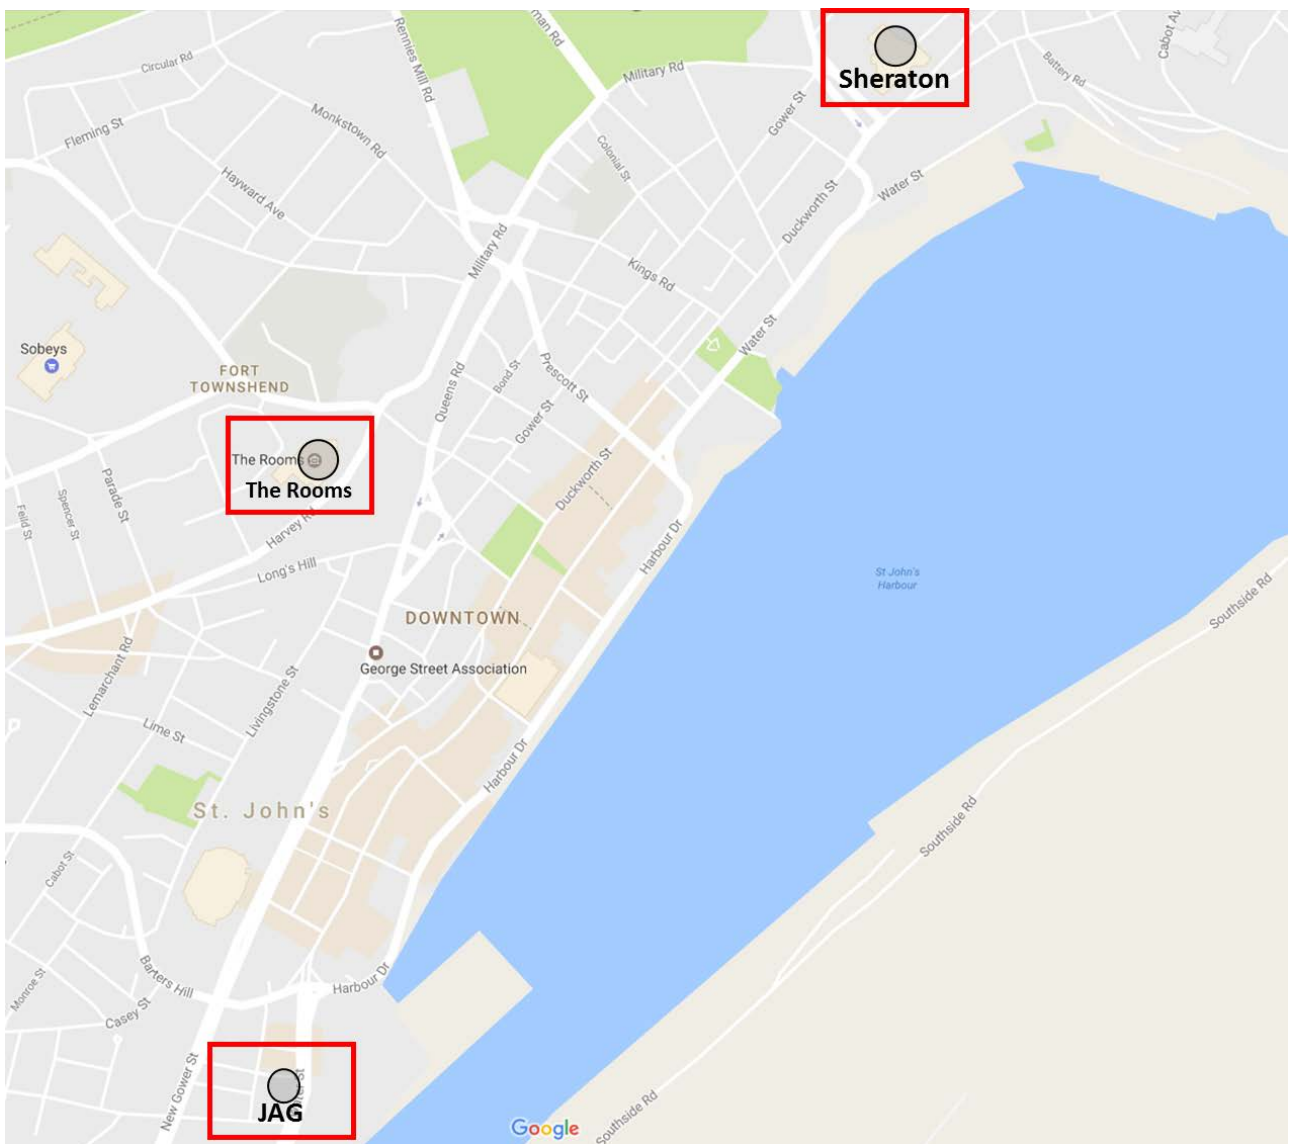 Circular Rd
Rennies Mill Rd
man Rd
Military Rd
Sheraton
Gower St
Battery Rd
Cabot Av
Fleming St
Monkstown Rd
Hayward Ave
Colonial St
Duckworth St
Water St
Military Rd
Kings Rd
Water St
Sobeys
FORT
TOWNSHEND
Queens Rd
Bond St
Prescott St
Gower St
The Rooms
The Rooms
Duckworth St
Parade St
Spencer St
Feild St
Harvey Rd
Long's Hill
Harbour Dr
St John's
Harbour
Southside Rd
DOWNTOWN
George Street Association
Lemarchant Rd
Livingstone St
Lime St
Harbour Dr
St. John's
Southside Rd
Cabot St
Barters Hill
Harbour Dr
Monroe St
Casey St
New Gower St
ter St
JAG
Google
Southside Rd